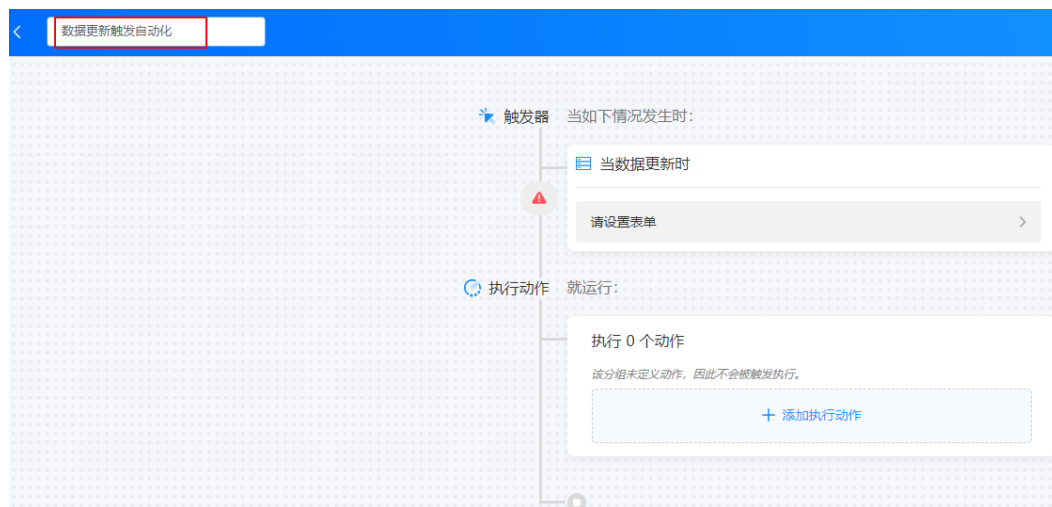 数据更新触发自动化
触发器 当如下情况发生时:
当数据更新时
请设置表单
执行动作 就运行:
执行 0 个动作
该分组未定义动作，因此不会被触发执行。
添加执行动作